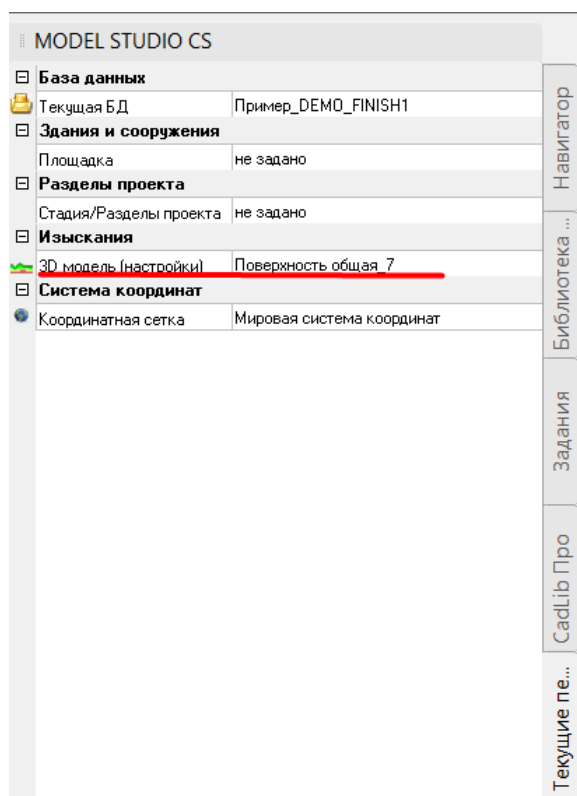 MODEL STUDIO CS
База данных
Текущая БД Пример_DEMO_FINISH1
Здания и сооружения
Площадка не задано
Разделы проекта
Стадия/Разделы проекта не задано
Изыскания
3D модель (настройки) Поверхность общая_7
Система координат
Координатная сетка Мировая система координат
Навигатор
Библиотека ...
Задания
CadLib Про
Текущие пе...